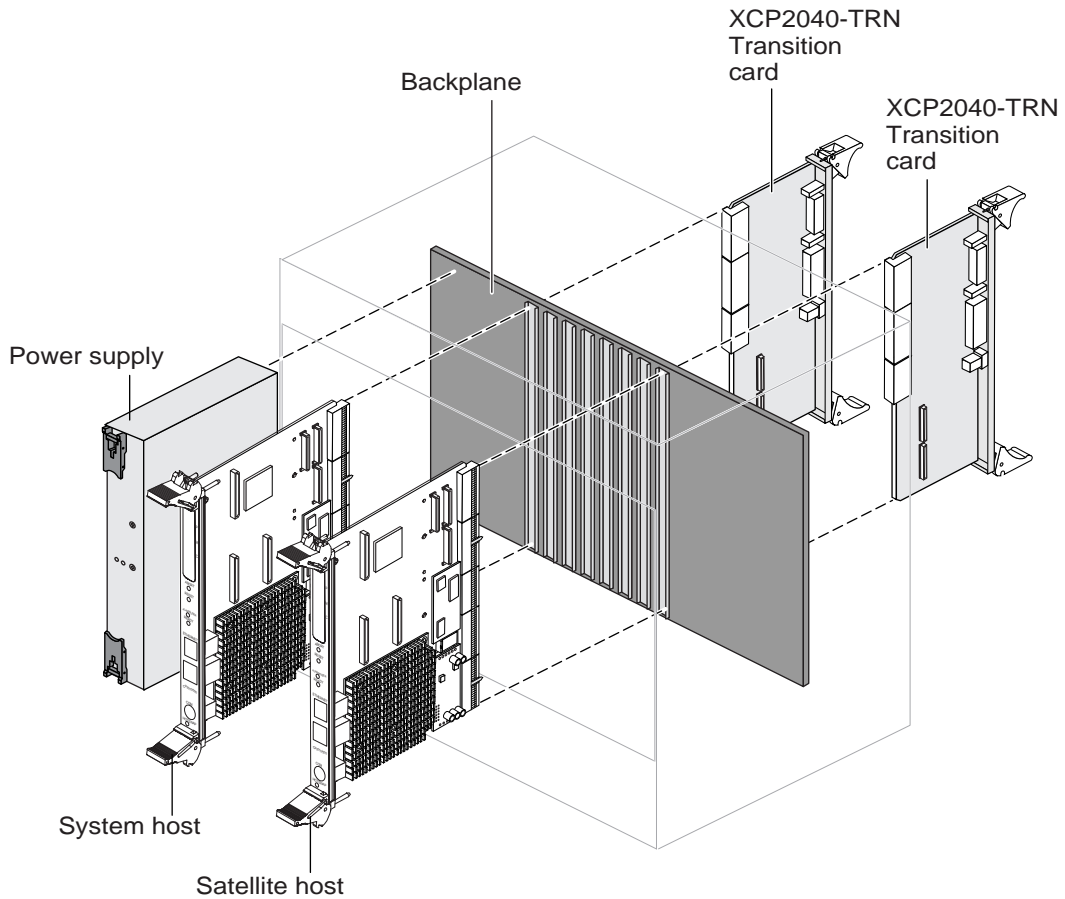 XCP2040-TRN
Transition
card
Backplane
XCP2040-TRN
Transition
card
Power supply
System host
Satellite host